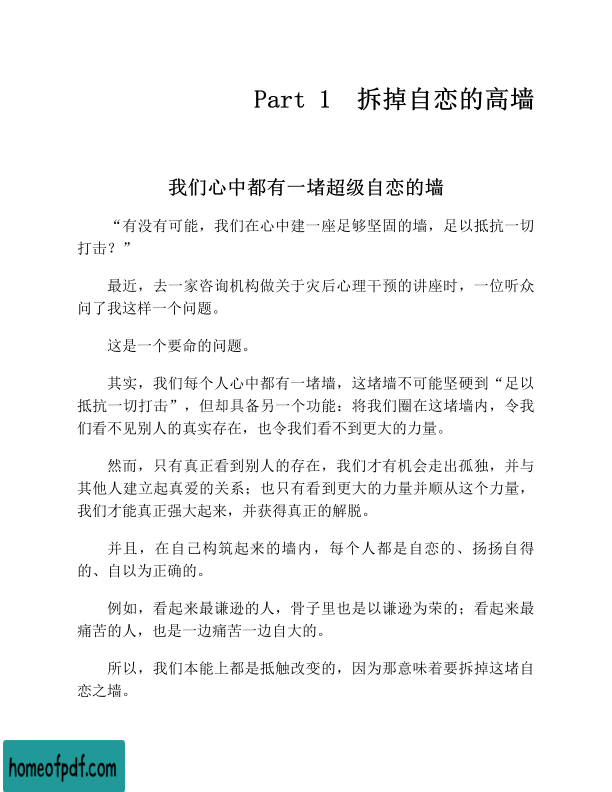 Part 1　拆掉自恋的高墙
我们心中都有一堵超级自恋的墙
“有没有可能，我们在心中建一座足够坚固的墙，足以抵抗一切
打击？”
最近，去一家咨询机构做关于灾后心理干预的讲座时，一位听众
问了我这样一个问题。
这是一个要命的问题。
其实，我们每个人心中都有一堵墙，这堵墙不可能坚硬到“足以
抵抗一切打击”，但却具备另一个功能：将我们圈在这堵墙内，令我
们看不见别人的真实存在，也令我们看不到更大的力量。
然而，只有真正看到别人的存在，我们才有机会走出孤独，并与
其他人建立起真爱的关系；也只有看到更大的力量并顺从这个力量，
我们才能真正强大起来，并获得真正的解脱。
并且，在自己构筑起来的墙内，每个人都是自恋的、扬扬自得
的、自以为正确的。
例如，看起来最谦逊的人，骨子里也是以谦逊为荣的；看起来最
痛苦的人，也是一边痛苦一边自大的。
所以，我们本能上都是抵触改变的，因为那意味着要拆掉这堵自
恋之墙。
homeofpdf.com